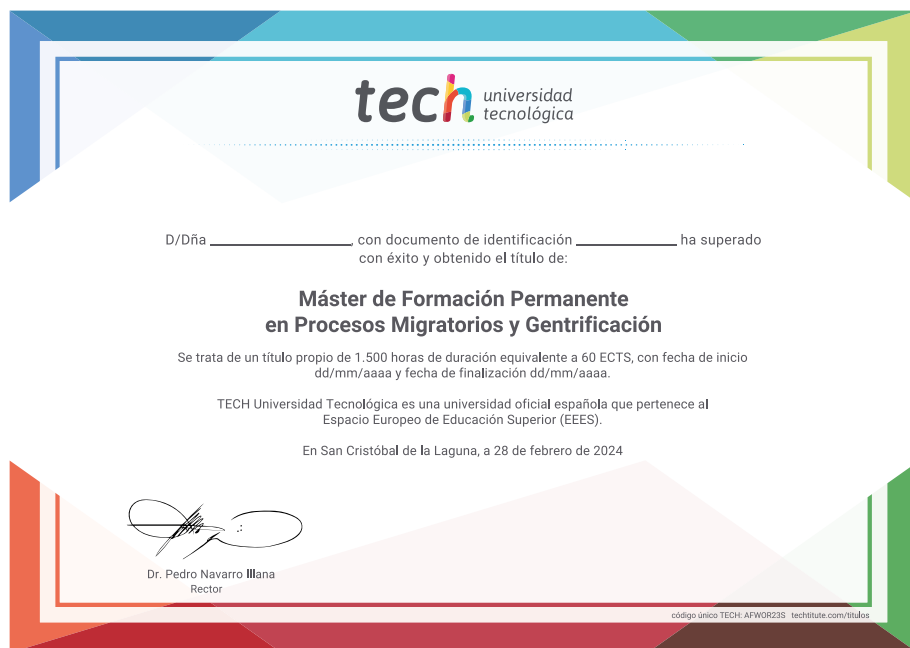 tech universidad
tecnológica
D/Dña ______________, con documento de identificación __________ ha superado
con éxito y obtenido el título de:
Máster de Formación Permanente
en Procesos Migratorios y Gentrificación
Se trata de un título propio de 1.500 horas de duración equivalente a 60 ECTS, con fecha de inicio
dd/mm/aaaa y fecha de finalización dd/mm/aaaa.
TECH Universidad Tecnológica es una universidad oficial española que pertenece al
Espacio Europeo de Educación Superior (EEES).
En San Cristóbal de la Laguna, a 28 de febrero de 2024
Dr. Pedro Navarro Illana
Rector
código único TECH: AFWOR23S techtitute.com/titulos